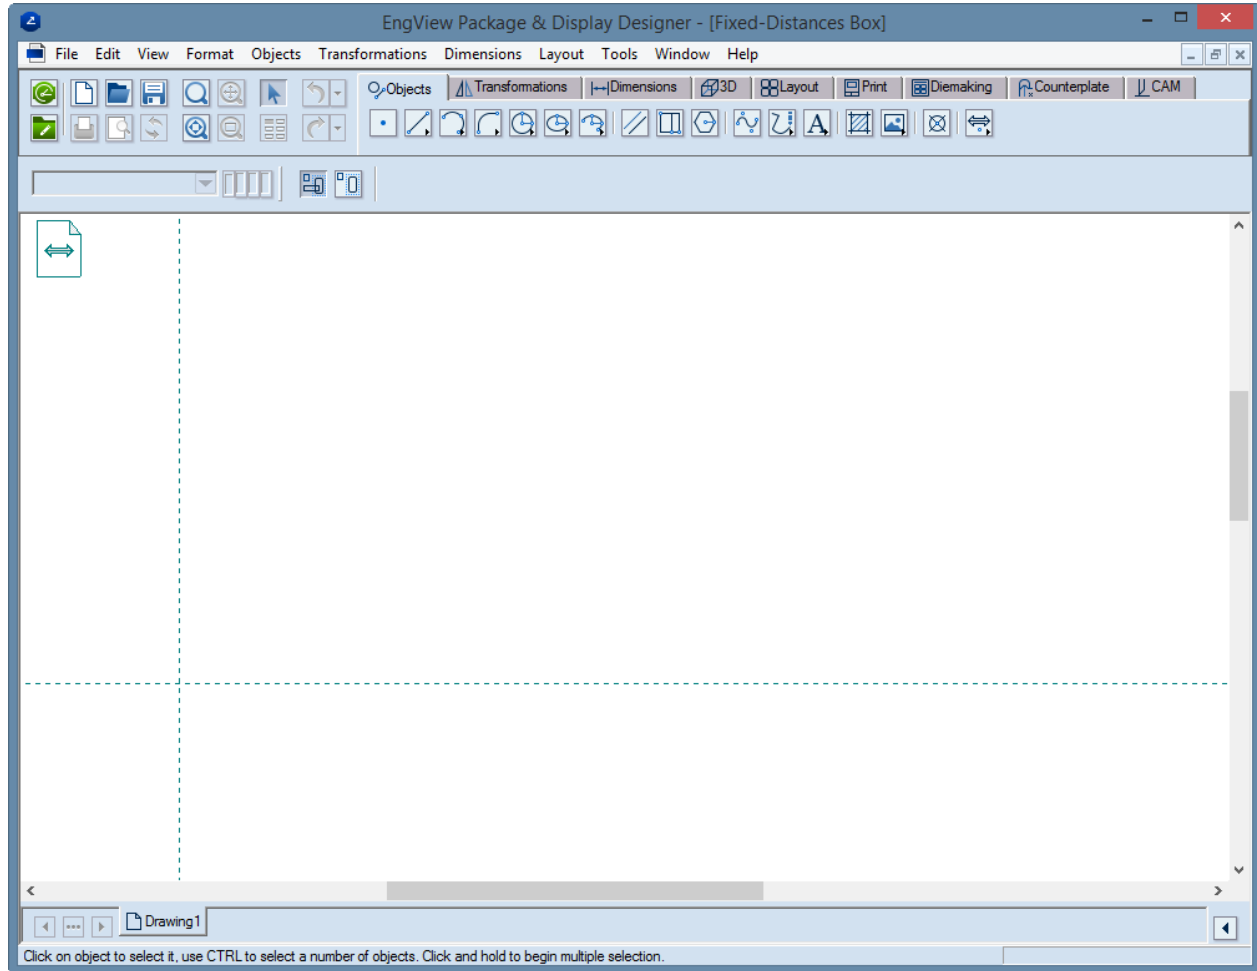 EngView Package & Display Designer - [Fixed-Distances Box]
File Edit View Format Objects Transformations Dimensions Layout Tools Window Help
Objects Transformations Dimensions 3D Layout Print Diemaking Counterplate CAM
Drawing1
Click on object to select it, use CTRL to select a number of objects. Click and hold to begin multiple selection.